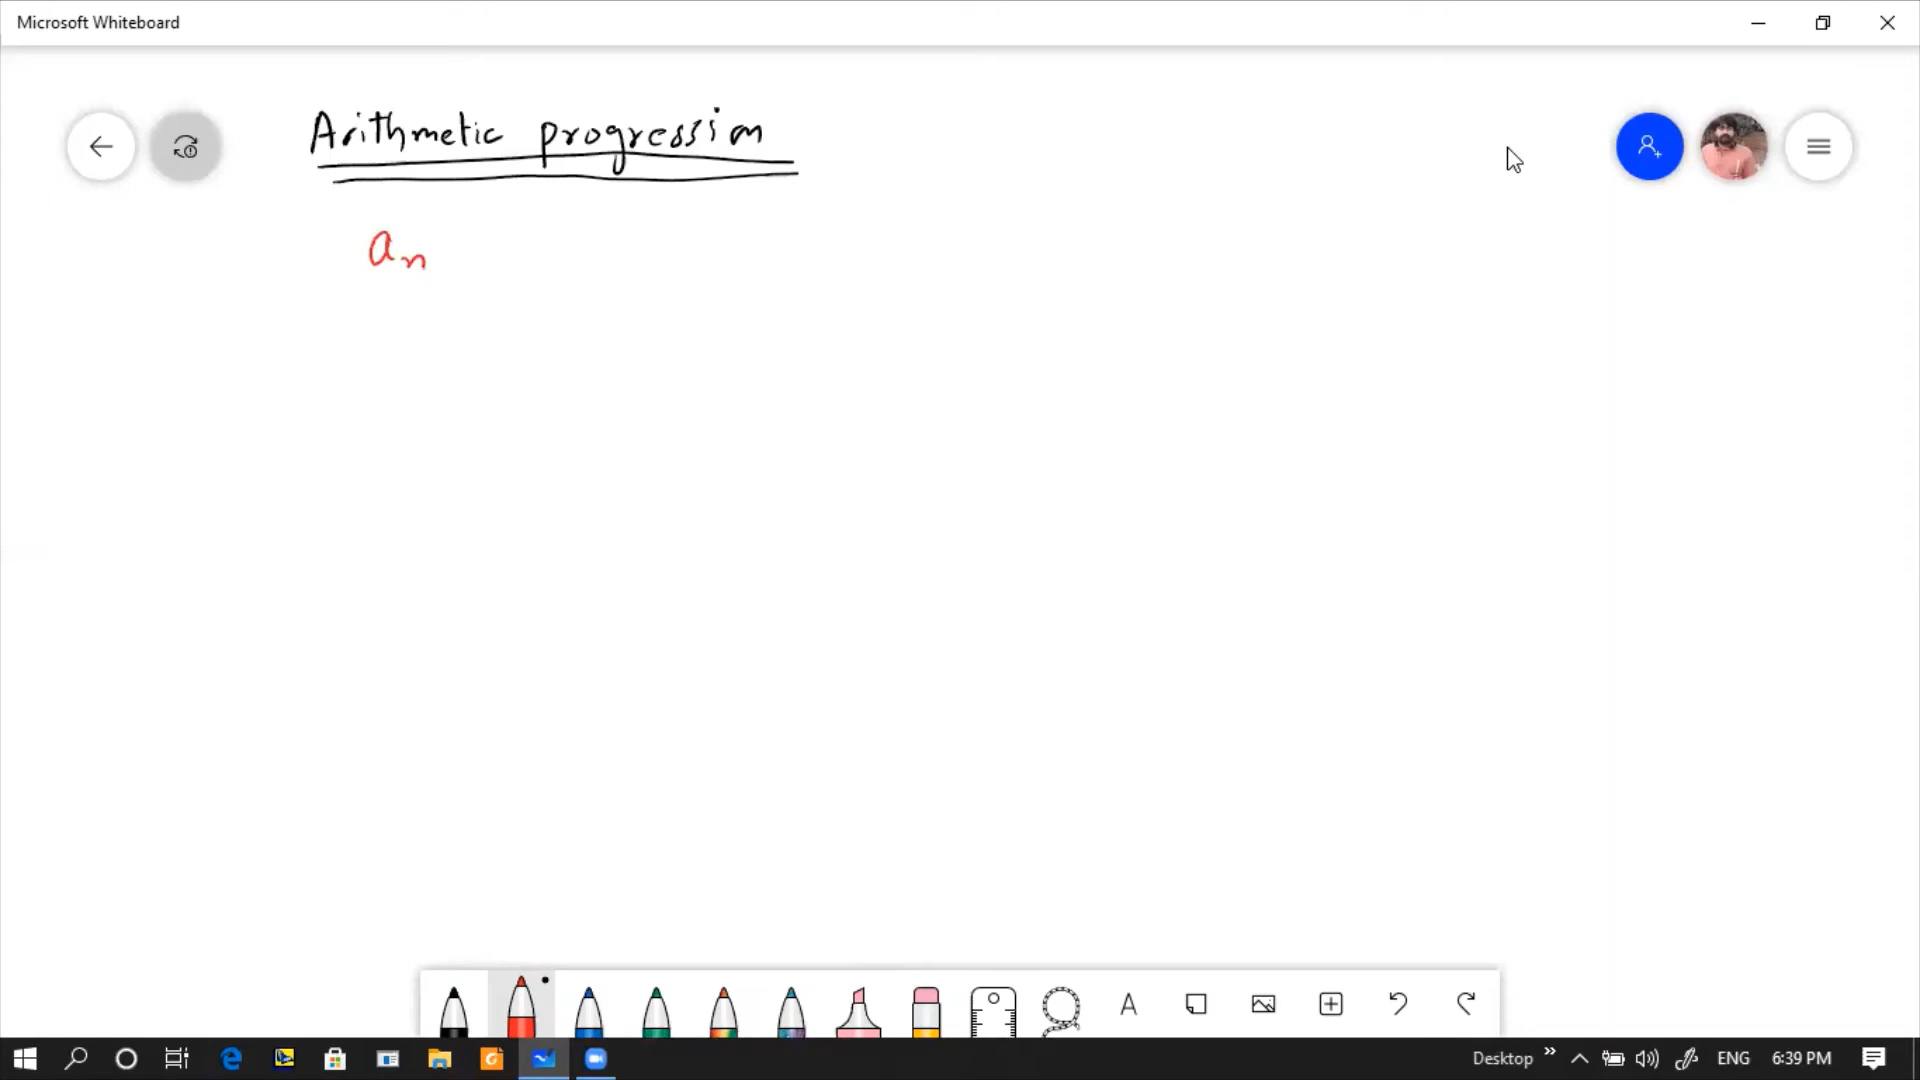 Microsoft Whiteboard
Arithmetic progression
an
A
Desktop » ENG 6:39 PM